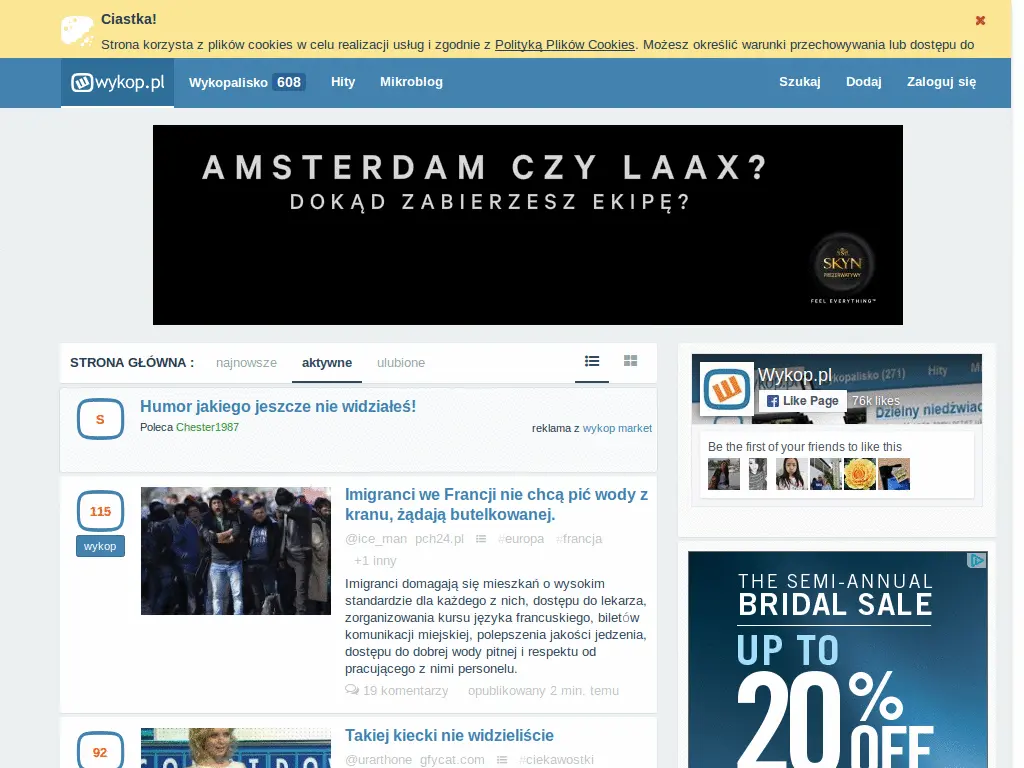 Ciastka!
Strona korzysta z plików cookies w celu realizacji usług i zgodnie z Polityką Plików Cookies. Możesz określić warunki przechowywania lub dostępu do
wykop.pl Wykopalisko 608 Hity Mikroblog Szukaj Dodaj Zaloguj się
AMSTERDAM CZY LAAX?
DOKĄD ZABIERZESZ EKIPĘ?
SKYN
PREZERWATYWY
FEEL EVERYTHING™
STRONA GŁÓWNA : najnowsze aktywne ulubione
S
Humor jakiego jeszcze nie widziałeś!
Poleca Chester1987
reklama z wykop market
115
wykop
Imigranci we Francji nie chcą pić wody z
kranu, żądają butelkowanej.
@ice_man pch24.pl #europa #francja
+1 inny
Imigranci domagają się mieszkań o wysokim
standardzie dla każdego z nich, dostępu do lekarza,
zorganizowania kursu języka francuskiego, biletów
komunikacji miejskiej, polepszenia jakości jedzenia,
dostępu do dobrej wody pitnej i respektu od
pracującego z nimi personelu.
19 komentarzy opublikowany 2 min. temu
92
Takiej kiecki nie widzieliście
@urarthone gfycat.com #ciekawostki
Wykop.pl
ykopalisko (271) Hity
Like Page 76k likes
Dzielny niedźwiad
Be the first of your friends to like this
THE SEMI-ANNUAL
BRIDAL SALE
UP TO
20%
OFF